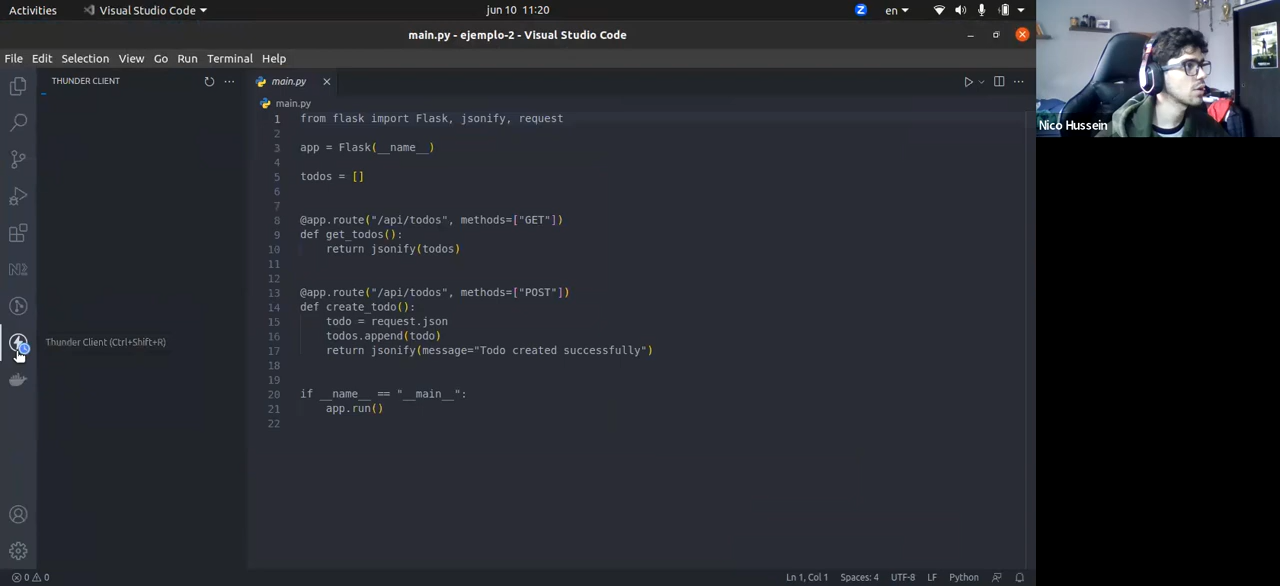 Activities
Visual Studio Code
jun 10 11:20
Z
en
main.py - ejemplo-2 - Visual Studio Code
File Edit Selection View Go Run Terminal Help
THUNDER CLIENT
main.py
main.py
1 from flask import Flask, jsonify, request
2
3 app = Flask(__name__)
4
5 todos = []
6
7
8 @app.route("/api/todos", methods=["GET"])
9 def get_todos():
10 return jsonify(todos)
11
12
13 @app.route("/api/todos", methods=["POST"])
14 def create_todo():
15 todo = request.json
16 todos.append(todo)
17 return jsonify(message="Todo created successfully")
18
19
20 if __name__ == "__main__":
21 app.run()
22
N2
Thunder Client (Ctrl+Shift+R)
0 0
Ln 1, Col 1 Spaces: 4 UTF-8 LF Python
Nico Hussein